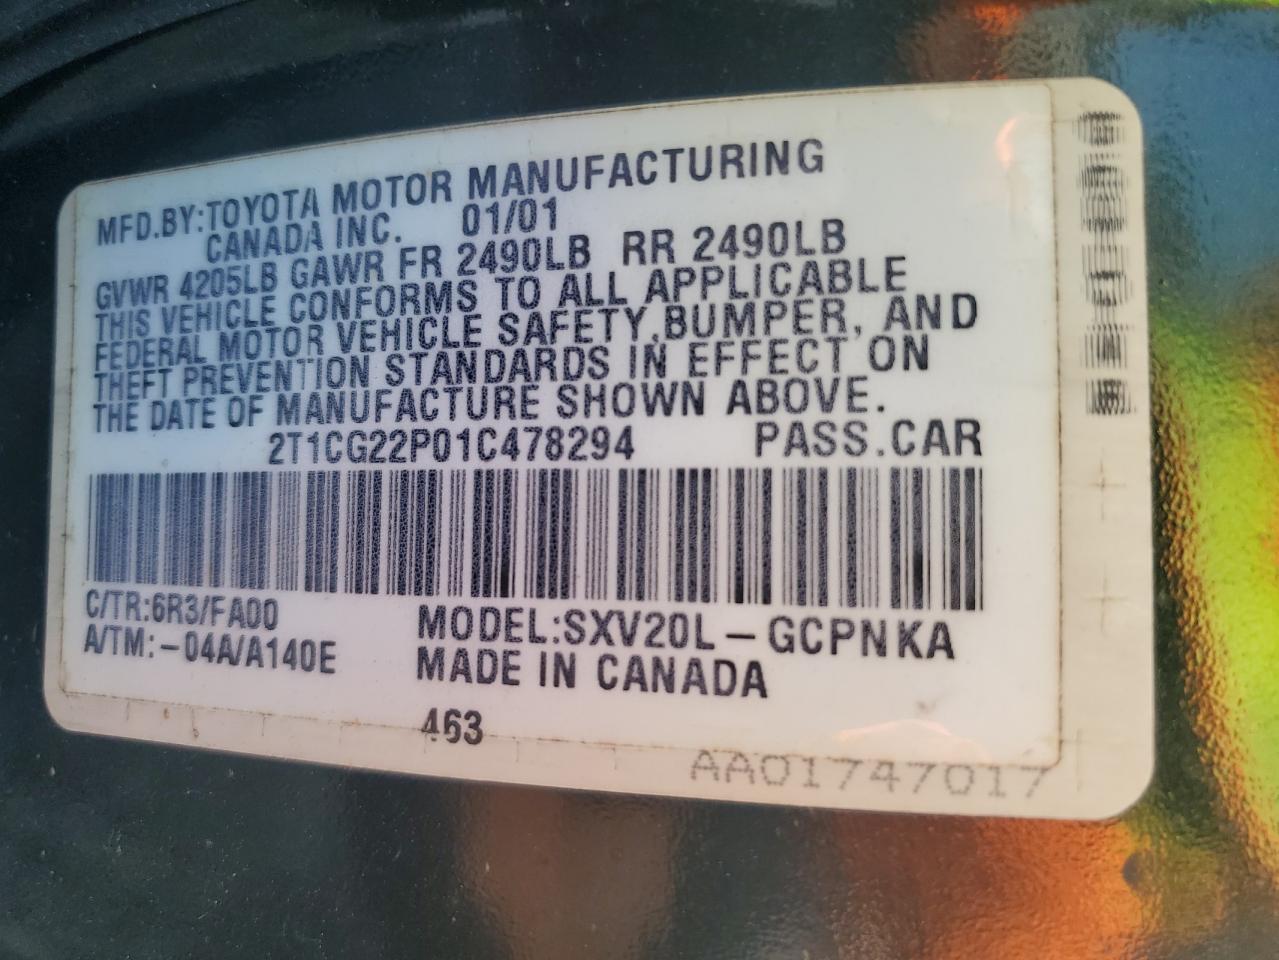 MFD.BY:TOYOTA MOTOR MANUFACTURING
CANADA INC. 01/01
GVWR 4205LB GAWR FR 2490LB RR 2490LB
THIS VEHICLE CONFORMS TO ALL APPLICABLE
FEDERAL MOTOR VEHICLE SAFETY,BUMPER, AND
THEFT PREVENTION STANDARDS IN EFFECT ON
THE DATE OF MANUFACTURE SHOWN ABOVE.
2T1CG22P01C478294 PASS.CAR
C/TR:6R3/FA00 MODEL:SXV20L-GCPNKA
A/TM:-04A/A140E MADE IN CANADA
463
AA01747017